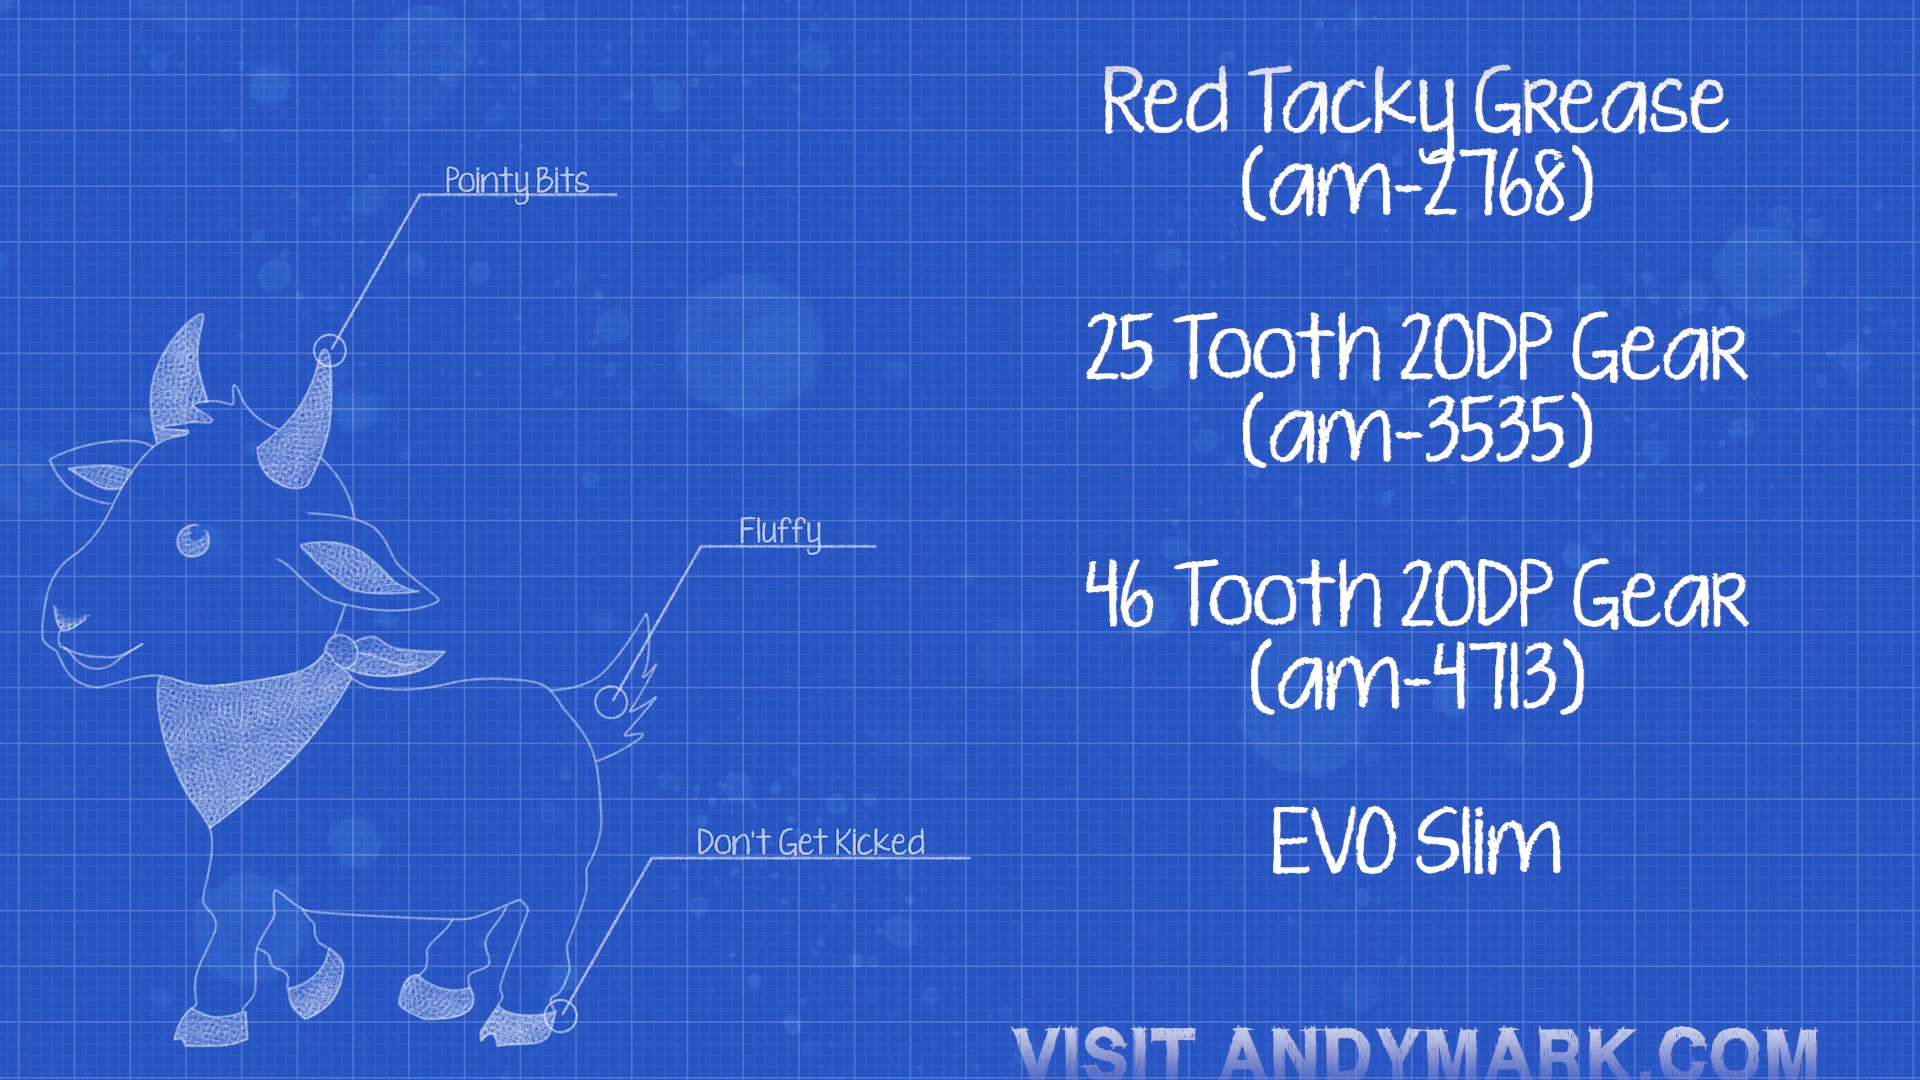 Pointy Bits
Fluffy
Don't Get Kicked
Red Tacky Grease
(am-2768)
25 Tooth 20DP Gear
(am-3535)
46 Tooth 20DP Gear
(am-4713)
EVO Slim
VISIT ANDYMARK.COM